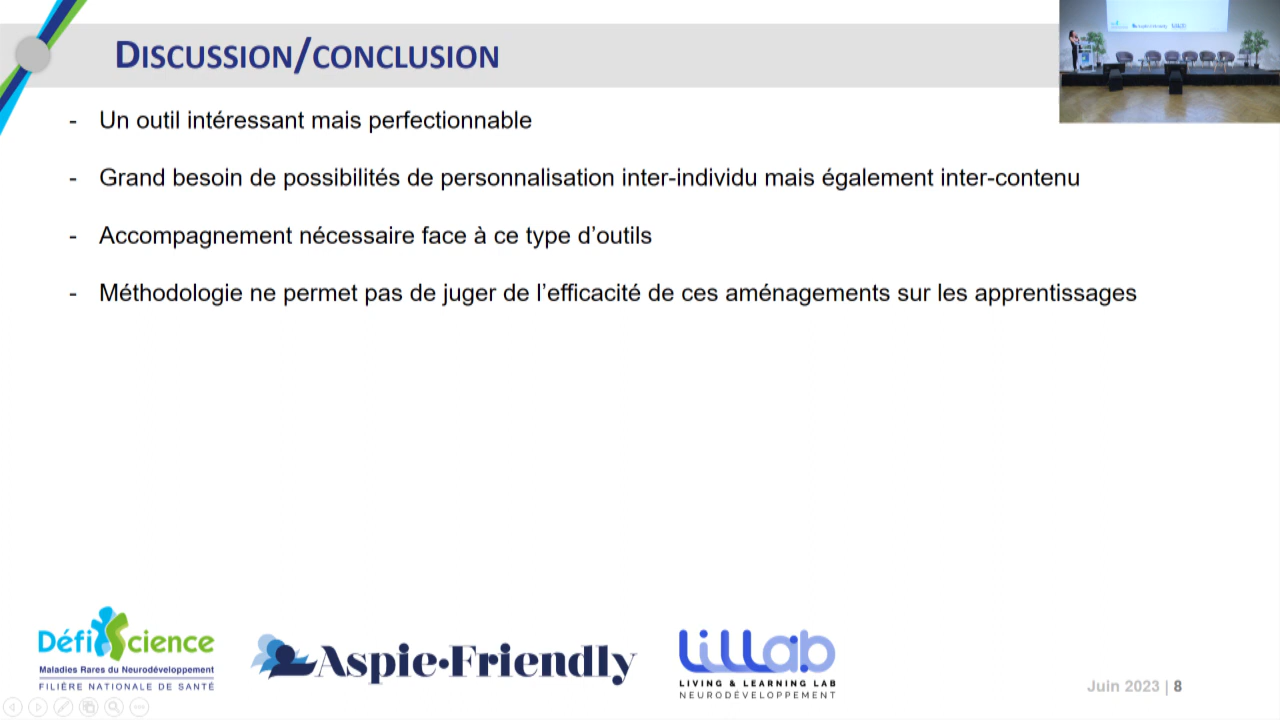 Discussion/conclusion
- Un outil intéressant mais perfectionnable
- Grand besoin de possibilités de personnalisation inter-individu mais également inter-contenu
- Accompagnement nécessaire face à ce type d’outils
- Méthodologie ne permet pas de juger de l’efficacité de ces aménagements sur les apprentissages
DéfiScience
Maladies Rares du Neurodéveloppement
FILIÈRE NATIONALE DE SANTÉ
Aspie•Friendly
LiLLab
LIVING & LEARNING LAB
NEURODÉVELOPPEMENT
Juin 2023 | 8